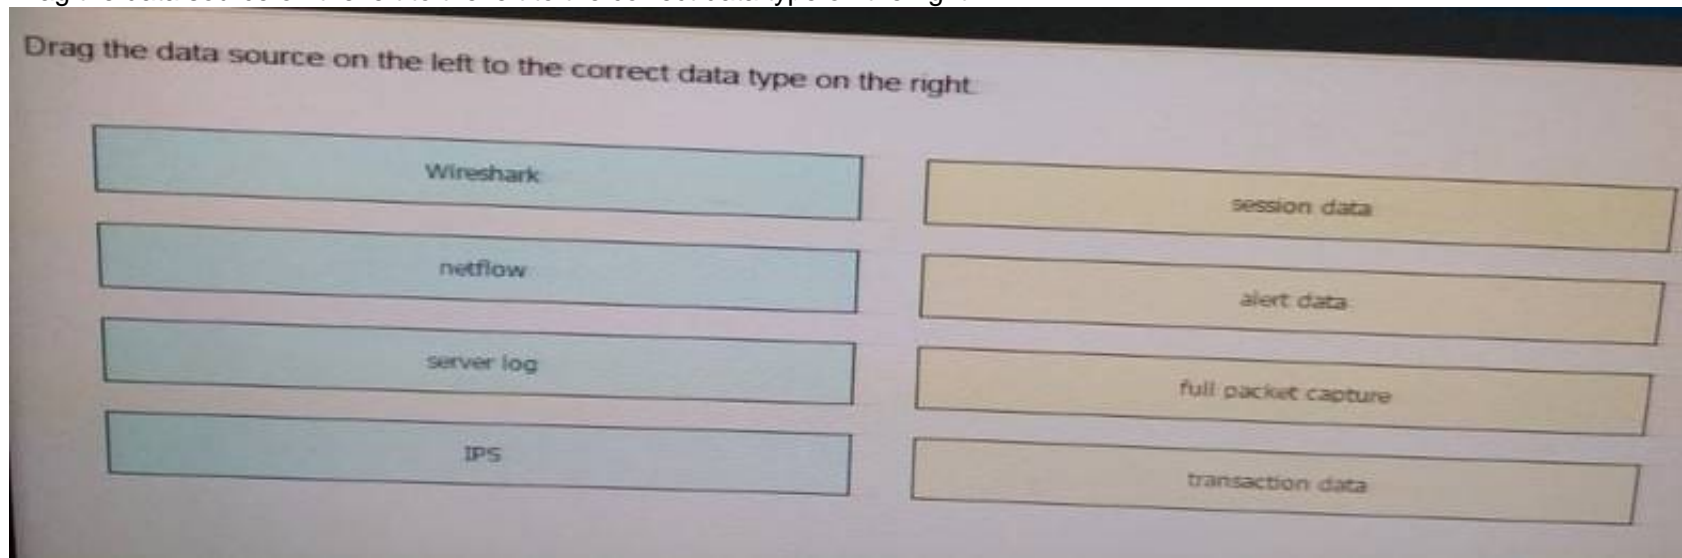 Drag the data source on the left to the correct data type on the right.
Wireshark
netflow
server log
IPS
session data
alert data
full packet capture
transaction data